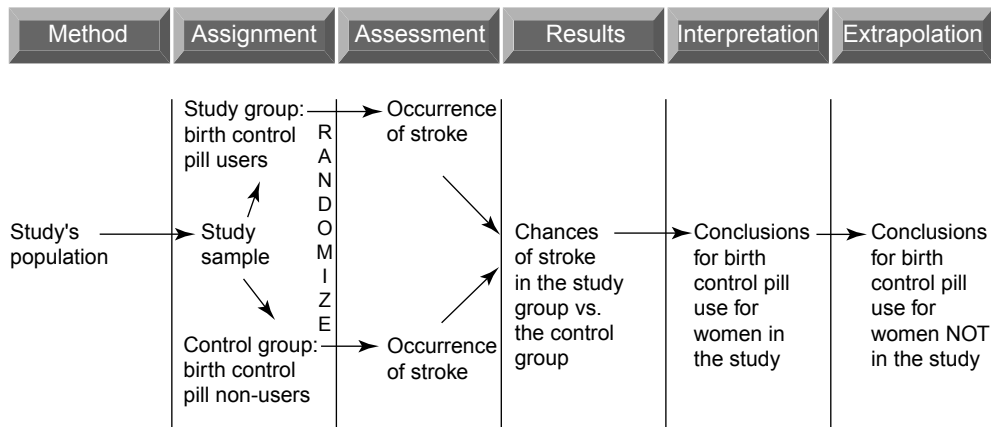 Method
Assignment
Assessment
Results
Interpretation
Extrapolation
Study's
population
Study group:
birth control
pill users
Study
sample
Control group:
birth control
pill non-users
R
A
N
D
O
M
I
Z
E
Occurrence
of stroke
Occurrence
of stroke
Chances
of stroke
in the study
group vs.
the control
group
Conclusions
for birth
control pill
use for
women in
the study
Conclusions
for birth
control pill
use for
women NOT
in the study